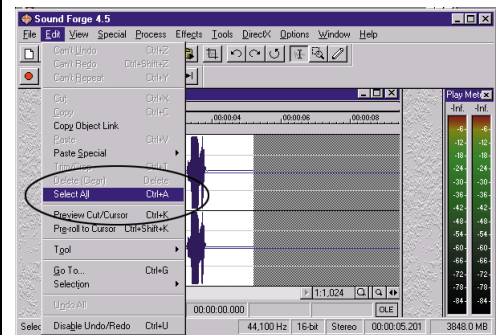 Sound Forge 4.5
File Edit View Special Process Effects Tools DirectX Options Window Help
Can't Undo Ctrl+Z
Can't Redo Ctrl+Shift+Z
Can't Repeat Ctrl+Y
Cut Ctrl+X
Copy Ctrl+C
Copy Object Link
Paste Ctrl+V
Paste Special
Trim/Crop Ctrl+T
Delete (Clear) Delete
Select All Ctrl+A
Preview Cut/Cursor Ctrl+K
Pre-roll to Cursor Ctrl+Shift+K
Tool
Go To... Ctrl+G
Selection
Undo All
Disable Undo/Redo Ctrl+U
,00:00:04 ,00:00:06 ,00:00:08
1:1,024
00:00:00.000 OLE
Selec 44,100 Hz 16-bit Stereo 00:00:05.201 3848.0 MB
Play Mete
-Inf. -Inf.
-6- -6-
-12- -12-
-18- -18-
-24- -24-
-30- -30-
-36- -36-
-42- -42-
-48- -48-
-54- -54-
-60- -60-
-66- -66-
-72- -72-
-78- -78-
-84- -84-